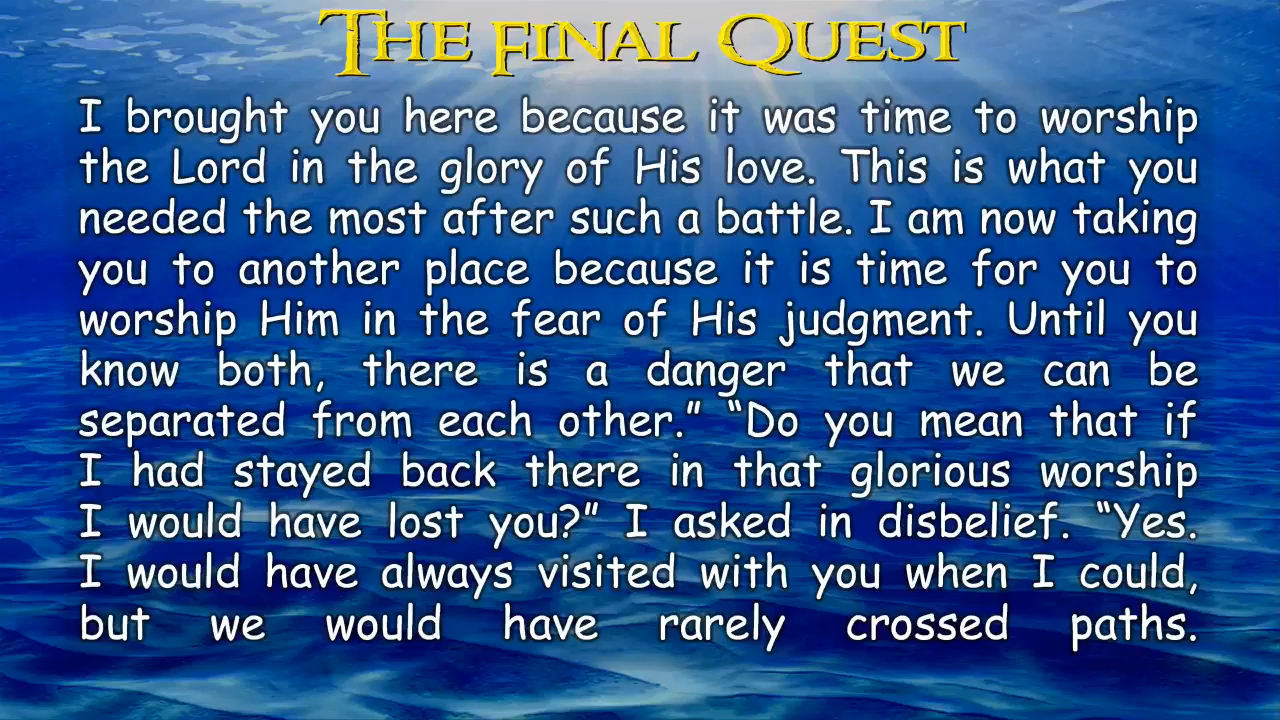 The Final Quest
I brought you here because it was time to worship
the Lord in the glory of His love. This is what you
needed the most after such a battle. I am now taking
you to another place because it is time for you to
worship Him in the fear of His judgment. Until you
know both, there is a danger that we can be
separated from each other.” “Do you mean that if
I had stayed back there in that glorious worship
I would have lost you?” I asked in disbelief. “Yes.
I would have always visited with you when I could,
but we would have rarely crossed paths.